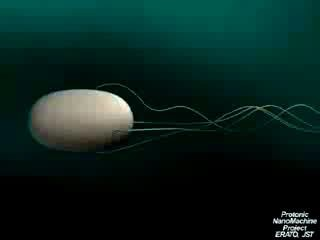 Protonic
NanoMachine
Project
ERATO, JST